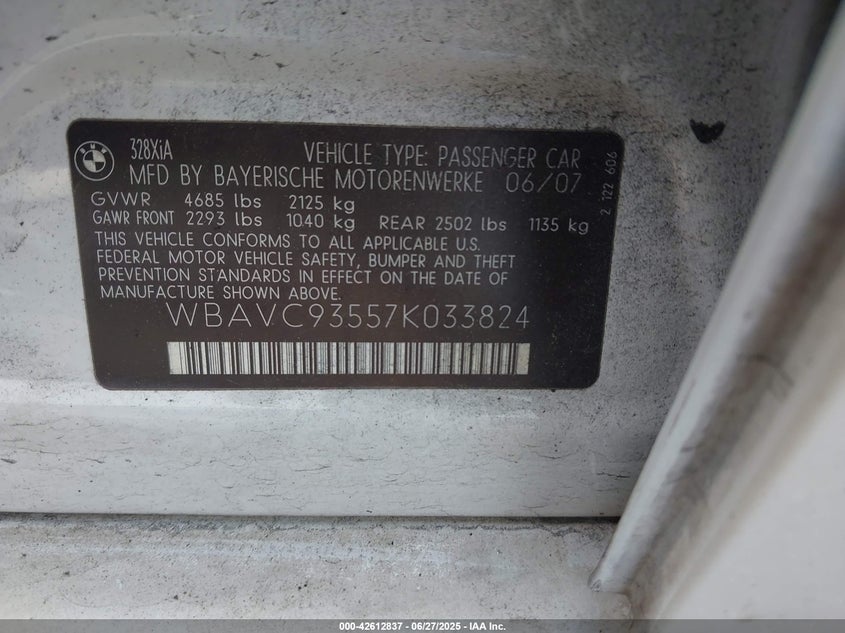 BMW
328XiA
VEHICLE TYPE: PASSENGER CAR
MFD BY BAYERISCHE MOTORENWERKE 06/07
GVWR 4685 lbs 2125 kg
GAWR FRONT 2293 lbs 1040 kg REAR 2502 lbs 1135 kg
THIS VEHICLE CONFORMS TO ALL APPLICABLE U.S.
FEDERAL MOTOR VEHICLE SAFETY, BUMPER AND THEFT
PREVENTION STANDARDS IN EFFECT ON THE DATE OF
MANUFACTURE SHOWN ABOVE.
WBAVC93557K033824
2 122 606
000-42612837 - 06/27/2025 - IAA Inc.